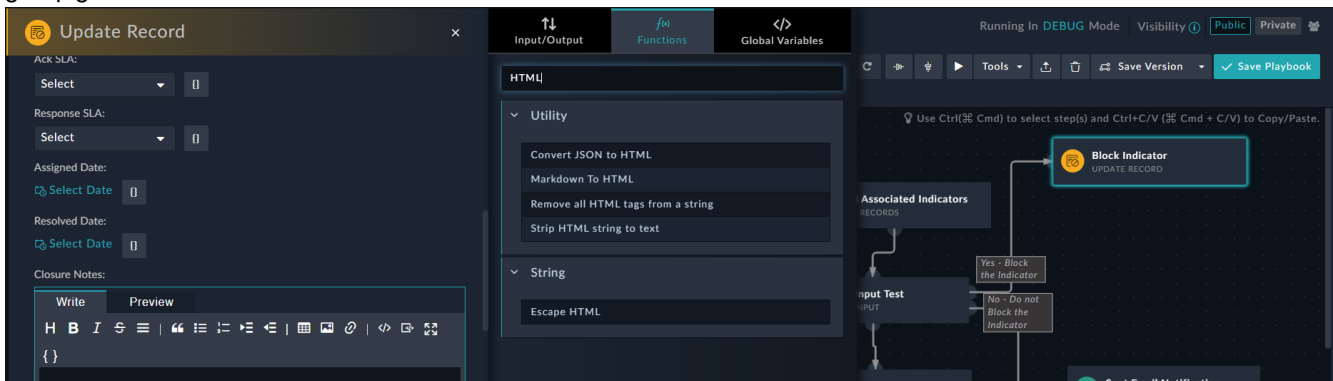 Update Record
×
Ack SLA:
Select
{}
Response SLA:
Select
{}
Assigned Date:
Select Date
{}
Resolved Date:
Select Date
{}
Closure Notes:
Write Preview
H B I S
{ }
Input/Output
f(x)
Functions
</>
Global Variables
HTML
Utility
Convert JSON to HTML
Markdown To HTML
Remove all HTML tags from a string
Strip HTML string to text
String
Escape HTML
Running In DEBUG Mode Visibility Public Private
Tools Save Version Save Playbook
Use Ctrl(⌘ Cmd) to select step(s) and Ctrl+C/V (⌘ Cmd + C/V) to Copy/Paste.
Block Indicator
UPDATE RECORD
Associated Indicators
RECORDS
Yes - Block
the Indicator
nput Test
NPUT
No - Do not
Block the
Indicator